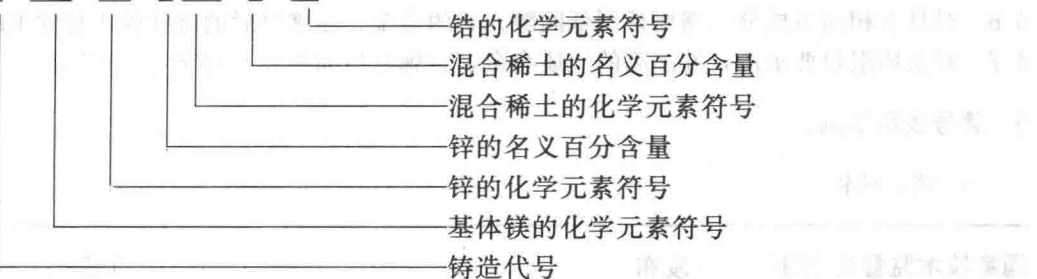 锆的化学元素符号
混合稀土的名义百分含量
混合稀土的化学元素符号
锌的名义百分含量
锌的化学元素符号
基体镁的化学元素符号
铸造代号